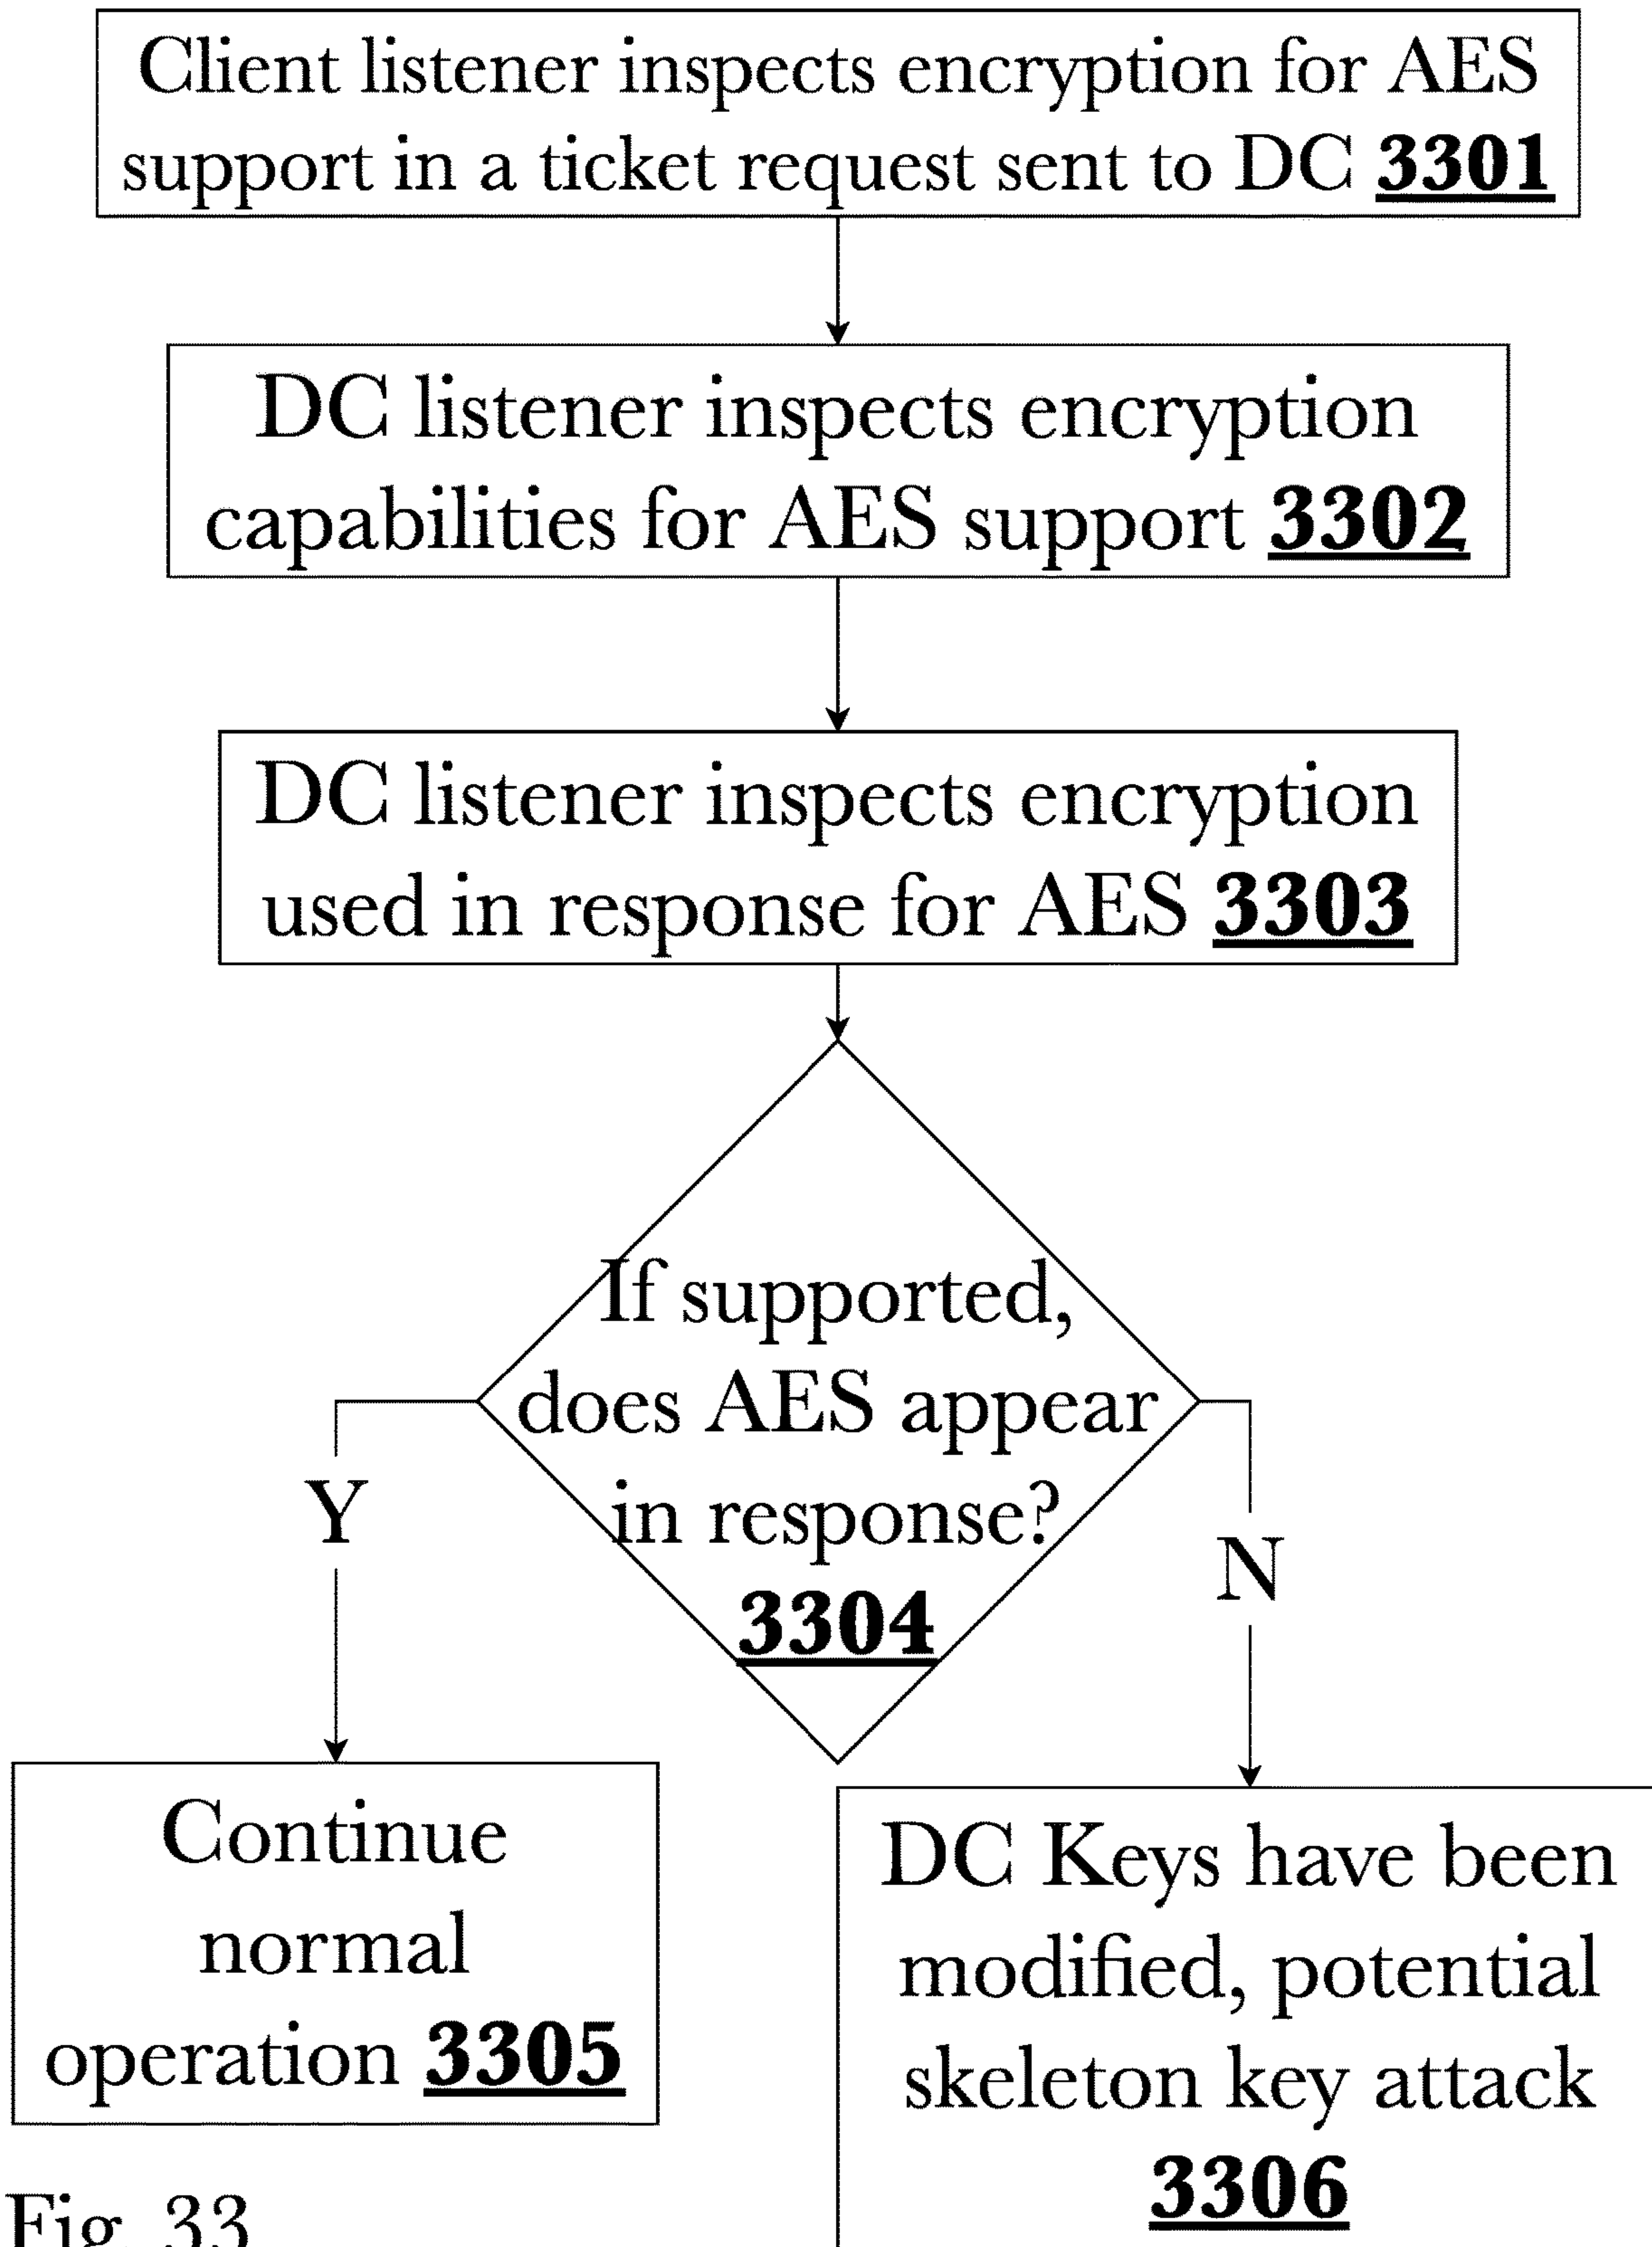 Client listener inspects encryption for AES
support in a ticket request sent to DC 3301
DC listener inspects encryption
capabilities for AES support 3302
DC listener inspects encryption
used in response for AES 3303
If supported,
does AES appear
in response?
3304
Y
N
Continue
normal
operation 3305
DC Keys have been
modified, potential
skeleton key attack
3306
Fig. 33